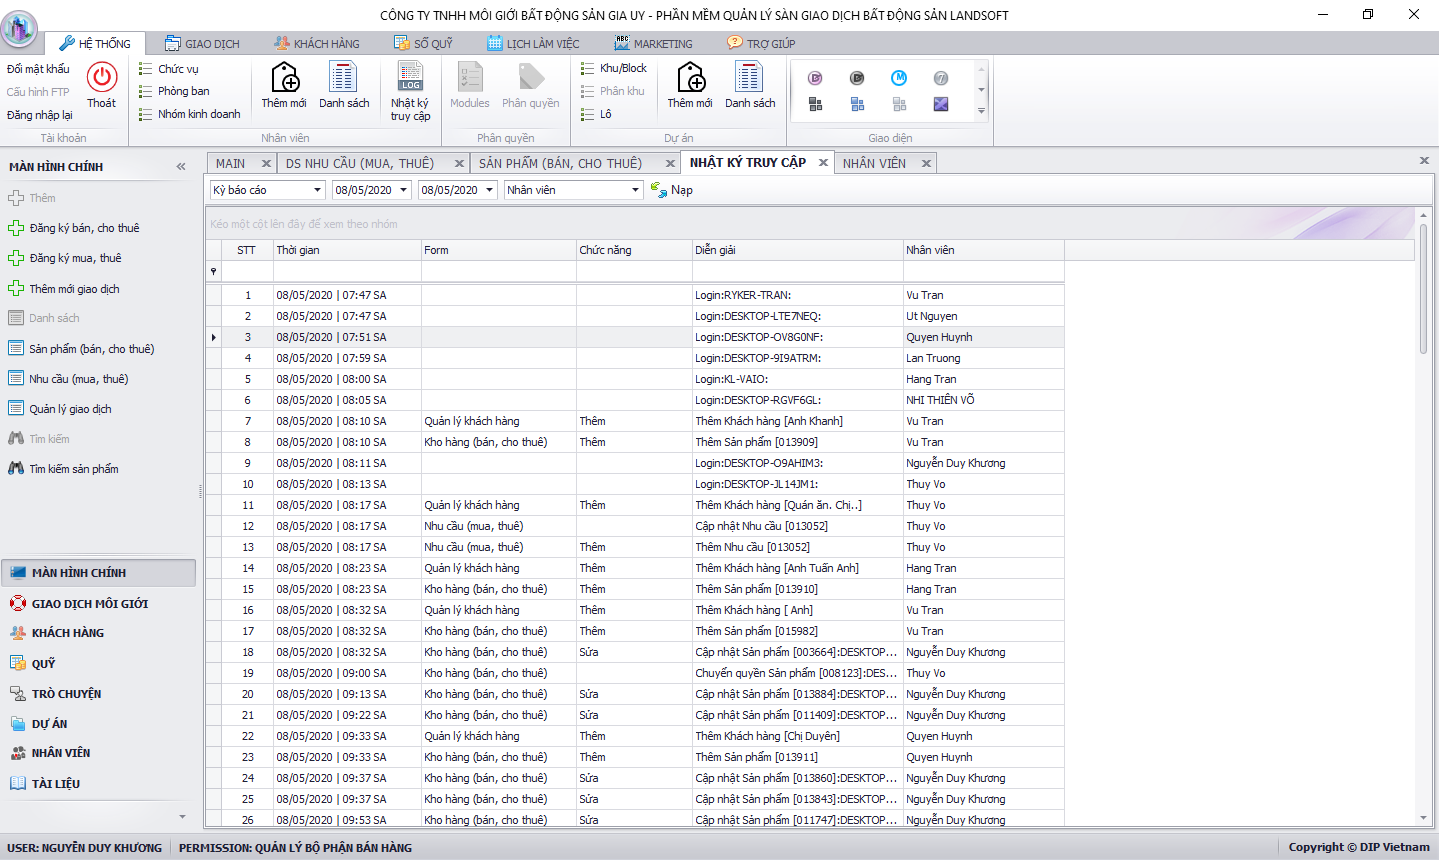 CÔNG TY TNHH MÔI GIỚI BẤT ĐỘNG SẢN GIA UY - PHẦN MỀM QUẢN LÝ SÀN GIAO DỊCH BẤT ĐỘNG SẢN LANDSOFT
HỆ THỐNG GIAO DỊCH KHÁCH HÀNG SỔ QUỸ LỊCH LÀM VIỆC MARKETING TRỢ GIÚP
Đổi mật khẩu
Cấu hình FTP
Đăng nhập lại
Thoát
Tài khoản
Chức vụ
Phòng ban
Nhóm kinh doanh
Thêm mới
Danh sách
Nhân viên
LOG
Nhật ký
truy cập
Modules
Phân quyền
Phân quyền
Khu/Block
Phân khu
Lô
Thêm mới
Danh sách
Dự án
Giao diện
MÀN HÌNH CHÍNH
Thêm
Đăng ký bán, cho thuê
Đăng ký mua, thuê
Thêm mới giao dịch
Danh sách
Sản phẩm (bán, cho thuê)
Nhu cầu (mua, thuê)
Quản lý giao dịch
Tìm kiếm
Tìm kiếm sản phẩm
MÀN HÌNH CHÍNH
GIAO DỊCH MÔI GIỚI
KHÁCH HÀNG
QUỸ
TRÒ CHUYỆN
DỰ ÁN
NHÂN VIÊN
TÀI LIỆU
MAIN DS NHU CẦU (MUA, THUÊ) SẢN PHẨM (BÁN, CHO THUÊ) NHẬT KÝ TRUY CẬP NHÂN VIÊN
Kỳ báo cáo 08/05/2020 08/05/2020 Nhân viên Nạp
Kéo một cột lên đây để xem theo nhóm
STT Thời gian Form Chức năng Diễn giải Nhân viên
1 08/05/2020 | 07:47 SA Login:RYKER-TRAN: Vu Tran
2 08/05/2020 | 07:47 SA Login:DESKTOP-LTE7NEQ: Ut Nguyen
3 08/05/2020 | 07:51 SA Login:DESKTOP-OV8G0NF: Quyen Huynh
4 08/05/2020 | 07:59 SA Login:DESKTOP-9I9ATRM: Lan Truong
5 08/05/2020 | 08:00 SA Login:KL-VAIO: Hang Tran
6 08/05/2020 | 08:05 SA Login:DESKTOP-RGVF6GL: NHI THIÊN VÕ
7 08/05/2020 | 08:10 SA Quản lý khách hàng Thêm Thêm Khách hàng [Anh Khanh] Vu Tran
8 08/05/2020 | 08:10 SA Kho hàng (bán, cho thuê) Thêm Thêm Sản phẩm [013909] Vu Tran
9 08/05/2020 | 08:11 SA Login:DESKTOP-O9AHIM3: Nguyễn Duy Khương
10 08/05/2020 | 08:13 SA Login:DESKTOP-JL14JM1: Thuy Vo
11 08/05/2020 | 08:17 SA Quản lý khách hàng Thêm Thêm Khách hàng [Quán ăn. Chị..] Thuy Vo
12 08/05/2020 | 08:17 SA Nhu cầu (mua, thuê) Cập nhật Nhu cầu [013052] Thuy Vo
13 08/05/2020 | 08:17 SA Nhu cầu (mua, thuê) Thêm Thêm Nhu cầu [013052] Thuy Vo
14 08/05/2020 | 08:23 SA Quản lý khách hàng Thêm Thêm Khách hàng [Anh Tuấn Anh] Hang Tran
15 08/05/2020 | 08:23 SA Kho hàng (bán, cho thuê) Thêm Thêm Sản phẩm [013910] Hang Tran
16 08/05/2020 | 08:32 SA Quản lý khách hàng Thêm Thêm Khách hàng [ Anh] Vu Tran
17 08/05/2020 | 08:32 SA Kho hàng (bán, cho thuê) Thêm Thêm Sản phẩm [015982] Vu Tran
18 08/05/2020 | 08:32 SA Kho hàng (bán, cho thuê) Sửa Cập nhật Sản phẩm [003664]:DESKTOP... Nguyễn Duy Khương
19 08/05/2020 | 09:00 SA Kho hàng (bán, cho thuê) Chuyển quyền Sản phẩm [008123]:DES... Thuy Vo
20 08/05/2020 | 09:13 SA Kho hàng (bán, cho thuê) Sửa Cập nhật Sản phẩm [013884]:DESKTOP... Nguyễn Duy Khương
21 08/05/2020 | 09:22 SA Kho hàng (bán, cho thuê) Sửa Cập nhật Sản phẩm [011409]:DESKTOP... Nguyễn Duy Khương
22 08/05/2020 | 09:33 SA Quản lý khách hàng Thêm Thêm Khách hàng [Chị Duyên] Quyen Huynh
23 08/05/2020 | 09:33 SA Kho hàng (bán, cho thuê) Thêm Thêm Sản phẩm [013911] Quyen Huynh
24 08/05/2020 | 09:37 SA Kho hàng (bán, cho thuê) Sửa Cập nhật Sản phẩm [013860]:DESKTOP... Nguyễn Duy Khương
25 08/05/2020 | 09:37 SA Kho hàng (bán, cho thuê) Sửa Cập nhật Sản phẩm [013843]:DESKTOP... Nguyễn Duy Khương
26 08/05/2020 | 09:53 SA Kho hàng (bán, cho thuê) Sửa Cập nhật Sản phẩm [011747]:DESKTOP... Nguyễn Duy Khương
USER: NGUYỄN DUY KHƯƠNG PERMISSION: QUẢN LÝ BỘ PHẬN BÁN HÀNG Copyright © DIP Vietnam